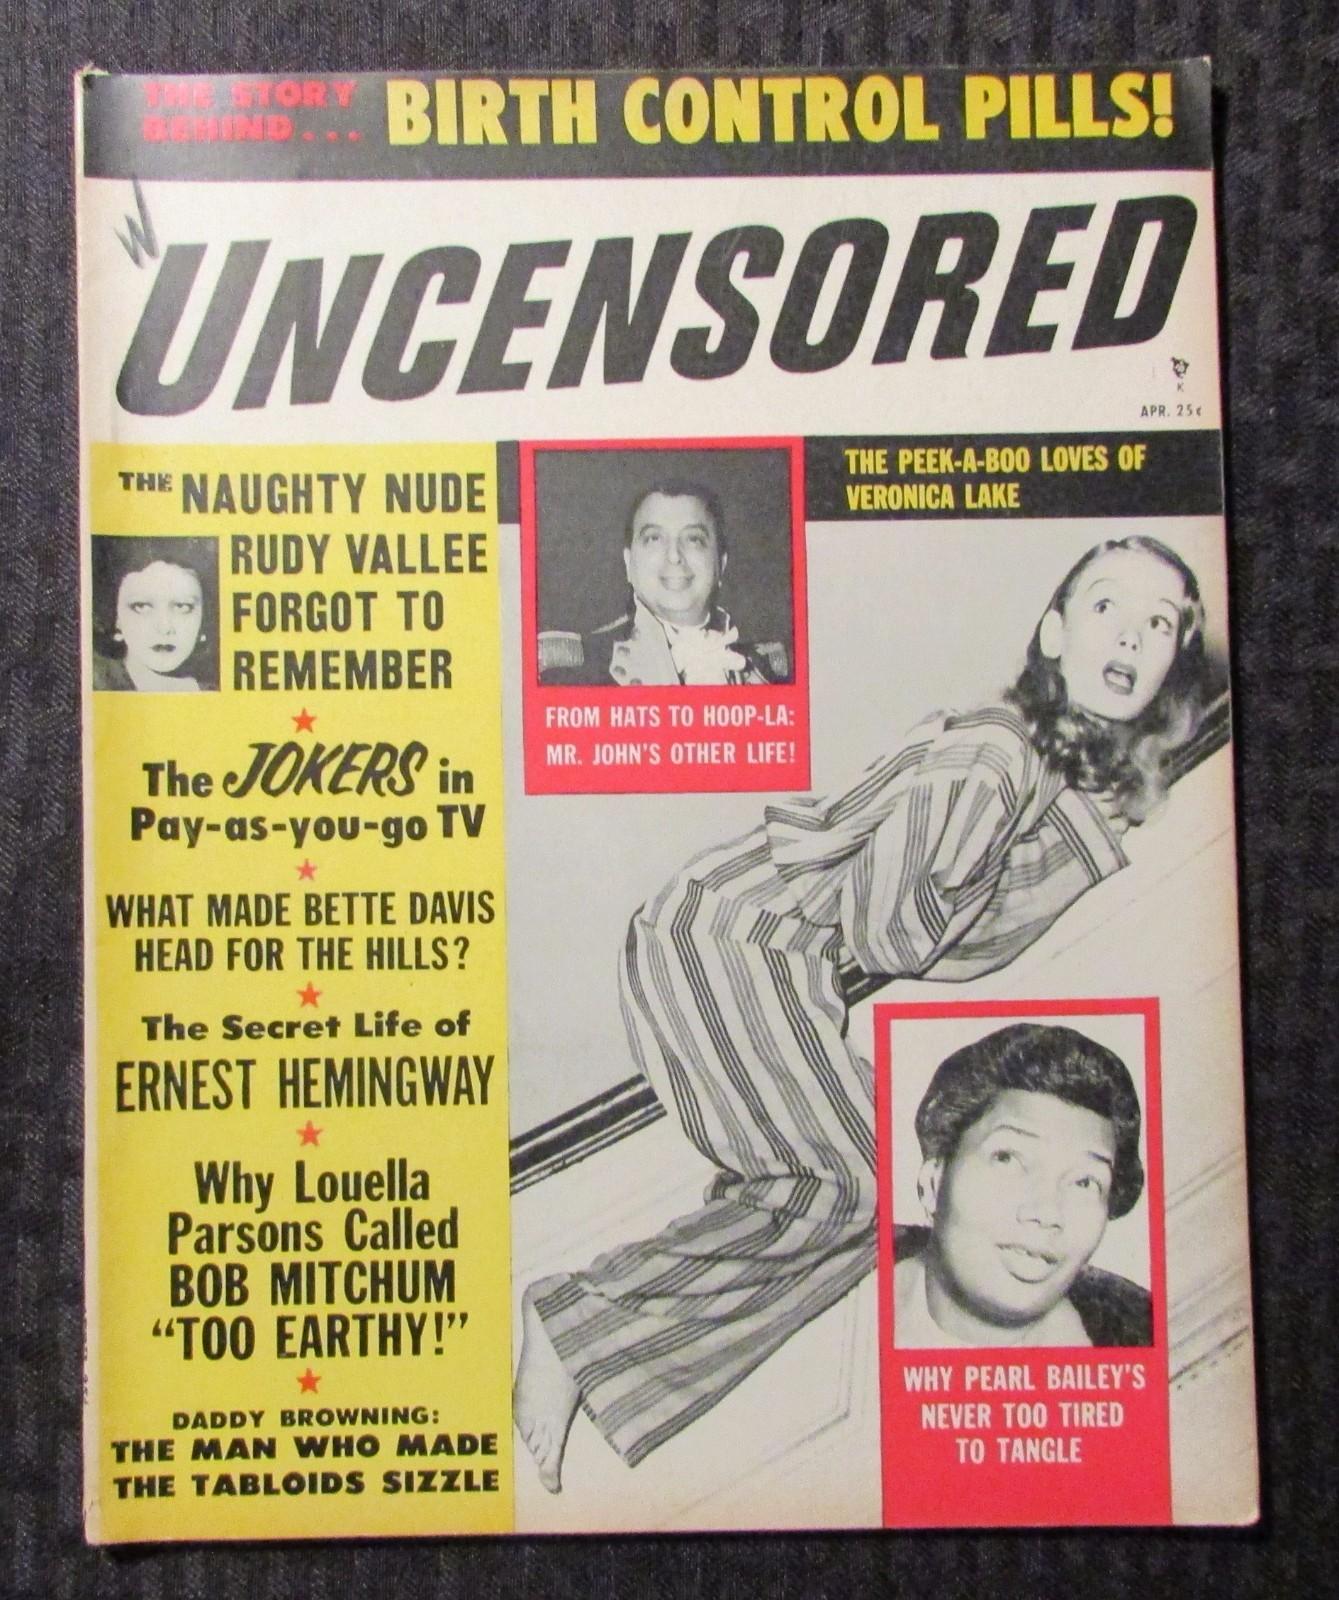 THE STORY
BEHIND...
BIRTH CONTROL PILLS!
W
UNCENSORED
K
APR. 25¢
THE NAUGHTY NUDE
RUDY VALLEE
FORGOT TO
REMEMBER
The JOKERS in
Pay-as-you-go TV
WHAT MADE BETTE DAVIS
HEAD FOR THE HILLS?
The Secret Life of
ERNEST HEMINGWAY
Why Louella
Parsons Called
BOB MITCHUM
“TOO EARTHY!”
DADDY BROWNING:
THE MAN WHO MADE
THE TABLOIDS SIZZLE
FROM HATS TO HOOP-LA:
MR. JOHN'S OTHER LIFE!
THE PEEK-A-BOO LOVES OF
VERONICA LAKE
WHY PEARL BAILEY'S
NEVER TOO TIRED
TO TANGLE